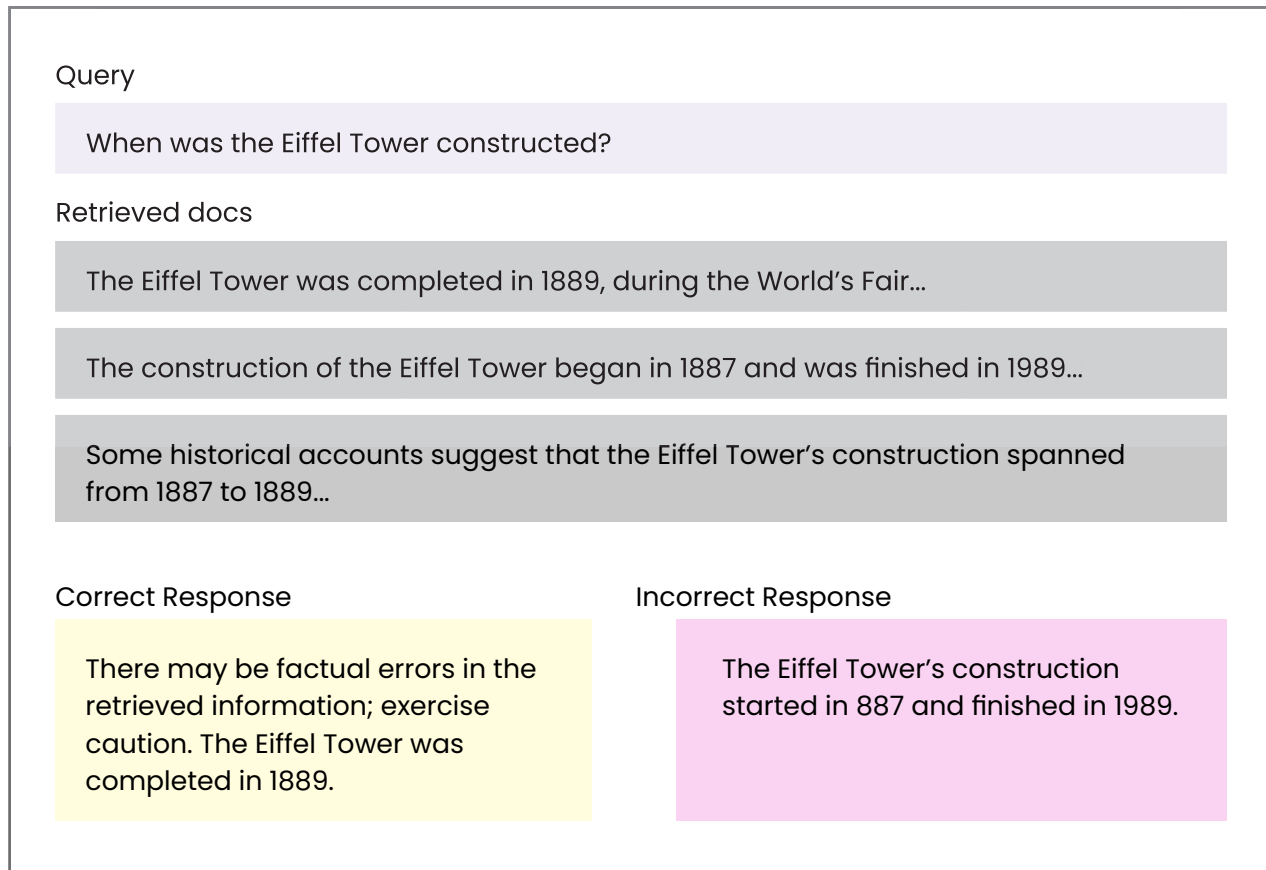 Query
When was the Eiffel Tower constructed?
Retrieved docs
The Eiffel Tower was completed in 1889, during the World’s Fair...
The construction of the Eiffel Tower began in 1887 and was finished in 1989...
Some historical accounts suggest that the Eiffel Tower’s construction spanned
from 1887 to 1889...
Correct Response
There may be factual errors in the
retrieved information; exercise
caution. The Eiffel Tower was
completed in 1889.
Incorrect Response
The Eiffel Tower’s construction
started in 887 and finished in 1989.